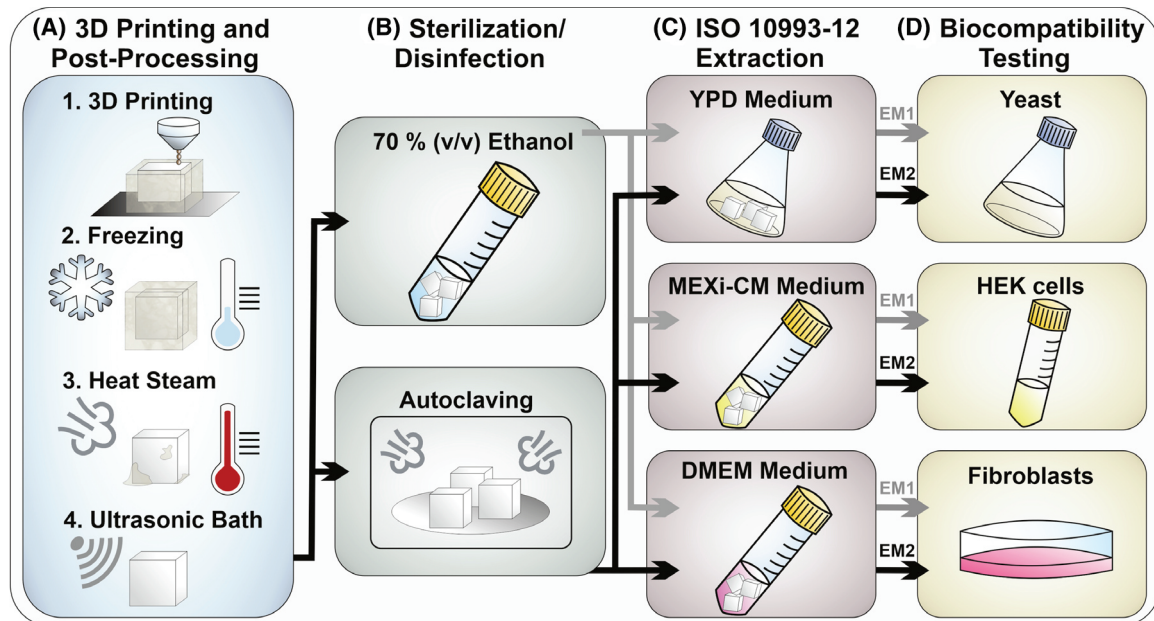 (A) 3D Printing and
Post-Processing
1. 3D Printing
2. Freezing
3. Heat Steam
4. Ultrasonic Bath
(B) Sterilization/
Disinfection
70 % (v/v) Ethanol
Autoclaving
(C) ISO 10993-12
Extraction
YPD Medium
MEXi-CM Medium
DMEM Medium
EM1
EM2
EM1
EM2
EM1
EM2
(D) Biocompatibility
Testing
Yeast
HEK cells
Fibroblasts